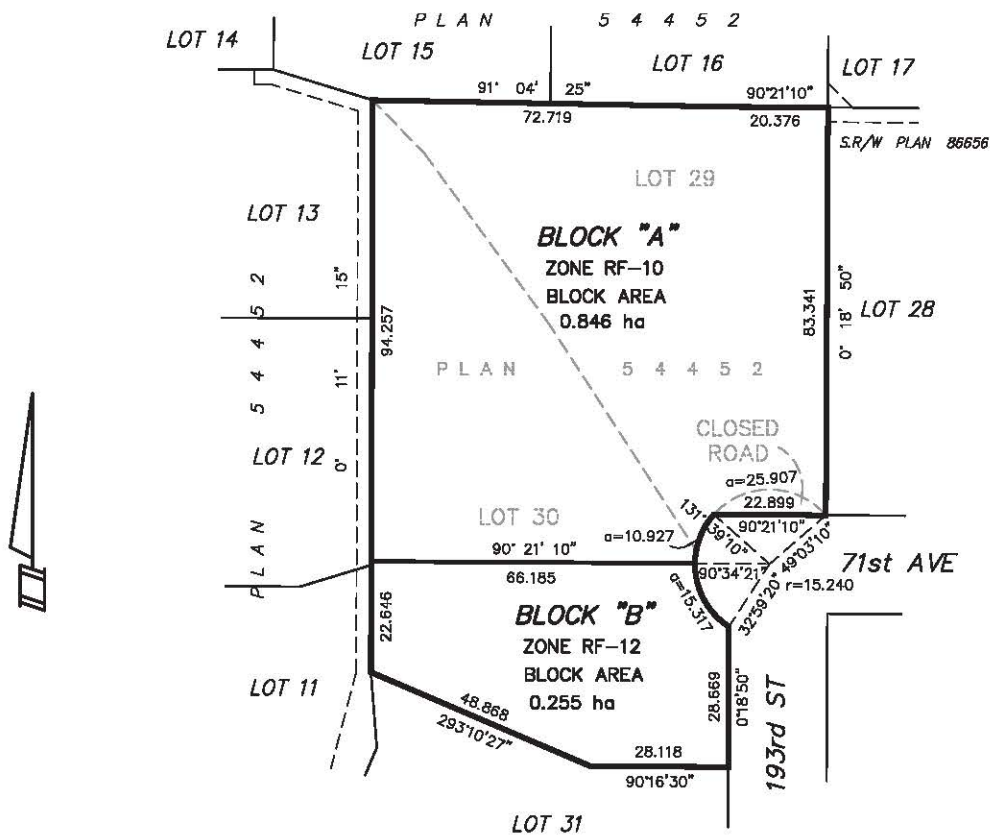 PLAN 54452
LOT 14
LOT 15
LOT 16
LOT 17
91° 04' 25"
90°21'10"
72.719
20.376
S.R/W PLAN 86656
LOT 29
LOT 13
BLOCK "A"
ZONE RF-10
BLOCK AREA
0.846 ha
0° 11' 15"
94.257
83.341
0° 18' 50"
LOT 28
PLAN 54452
PLAN 54452
CLOSED
ROAD
LOT 12
a=25.907
22.899
90°21'10"
131°39'10"
49°03'10"
LOT 30
90° 21' 10"
a=10.927
66.185
90°34'21"
r=15.240
71st AVE
a=15.317
32°59'20"
22.646
BLOCK "B"
ZONE RF-12
BLOCK AREA
0.255 ha
LOT 11
48.868
293°10'27"
28.669
0°18'50"
193rd ST
28.118
90°16'30"
LOT 31